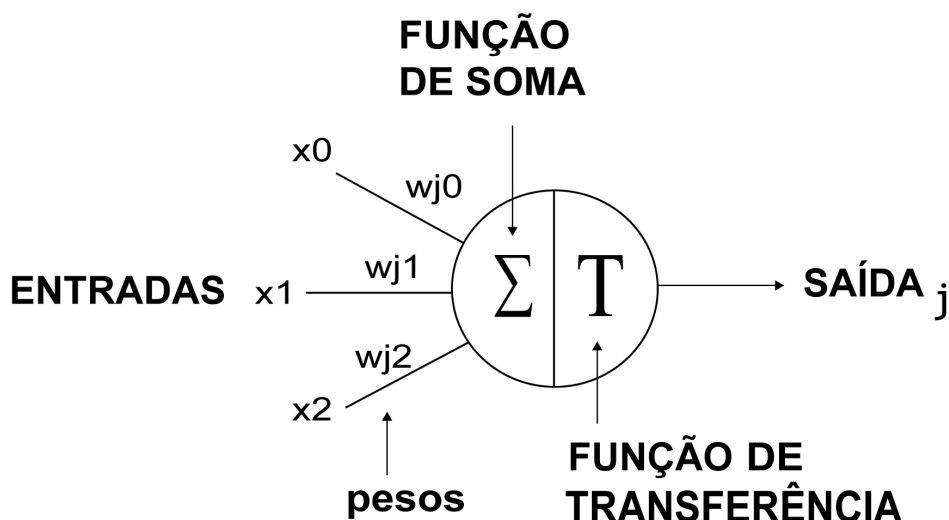 FUNÇÃO
DE SOMA
x0
wj0
ENTRADAS x1 wj1 Σ T SAÍDA j
wj2
x2
pesos
FUNÇÃO DE
TRANSFERÊNCIA